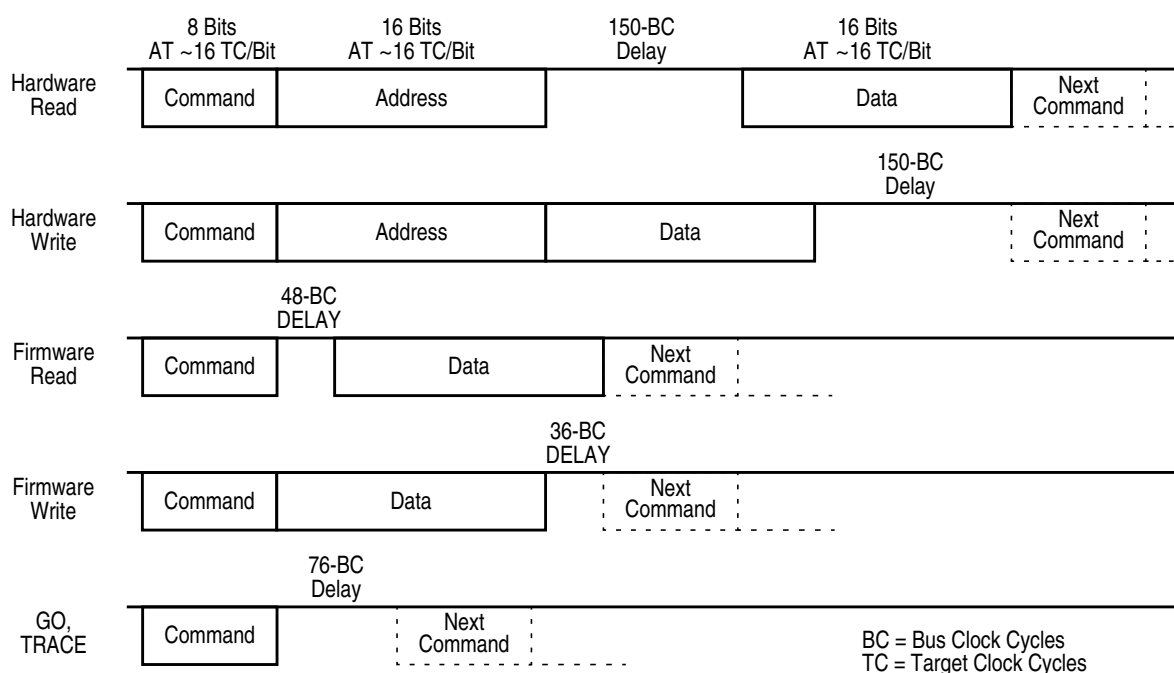 8 Bits
AT ~16 TC/Bit
16 Bits
AT ~16 TC/Bit
150-BC
Delay
16 Bits
AT ~16 TC/Bit
Hardware
Read
Command
Address
Data
Next
Command
150-BC
Delay
Hardware
Write
Command
Address
Data
Next
Command
48-BC
DELAY
Firmware
Read
Command
Data
Next
Command
36-BC
DELAY
Firmware
Write
Command
Data
Next
Command
76-BC
Delay
GO,
TRACE
Command
Next
Command
BC = Bus Clock Cycles
TC = Target Clock Cycles